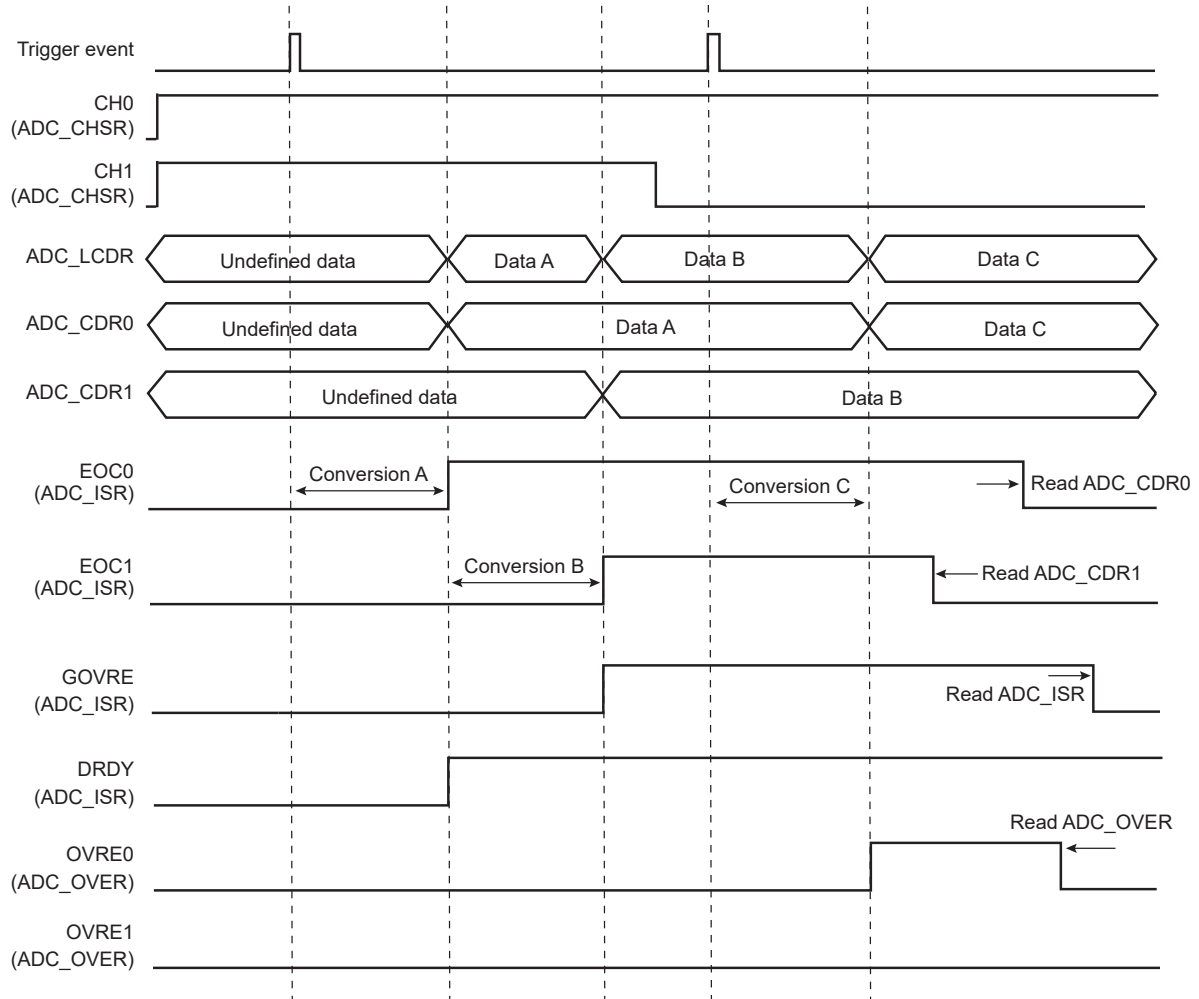 Trigger event
CH0
(ADC_CHSR)
CH1
(ADC_CHSR)
ADC_LCDR
Undefined data
Data A
Data B
Data C
ADC_CDR0
Undefined data
Data A
Data C
ADC_CDR1
Undefined data
Data B
EOC0
(ADC_ISR)
Conversion A
Conversion C
Read ADC_CDR0
EOC1
(ADC_ISR)
Conversion B
Read ADC_CDR1
GOVRE
(ADC_ISR)
Read ADC_ISR
DRDY
(ADC_ISR)
Read ADC_OVER
OVRE0
(ADC_OVER)
OVRE1
(ADC_OVER)